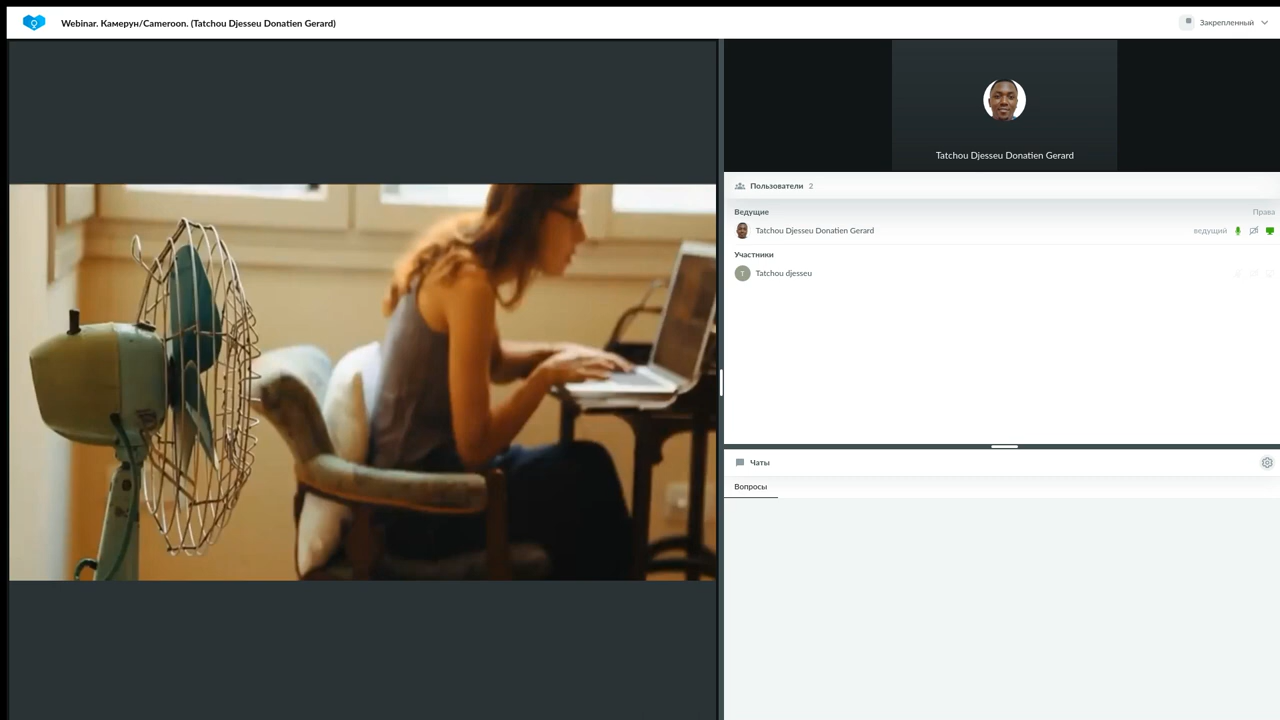 Webinar. Камерун/Cameroon. (Tatchou Djesseu Donatien Gerard)
Закрепленный
Tatchou Djesseu Donatien Gerard
Пользователи 2
Ведущие Права
Tatchou Djesseu Donatien Gerard ведущий
Участники
T Tatchou djesseu
Чаты
Вопросы